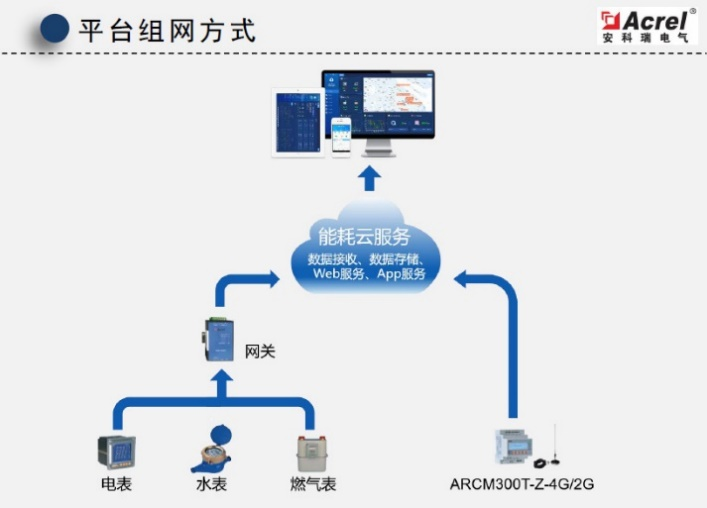 平台组网方式
Acrel®
安科瑞电气
能耗云服务
数据接收、数据存储、
Web服务、App服务
网关
电表
水表
燃气表
ARCM300T-Z-4G/2G